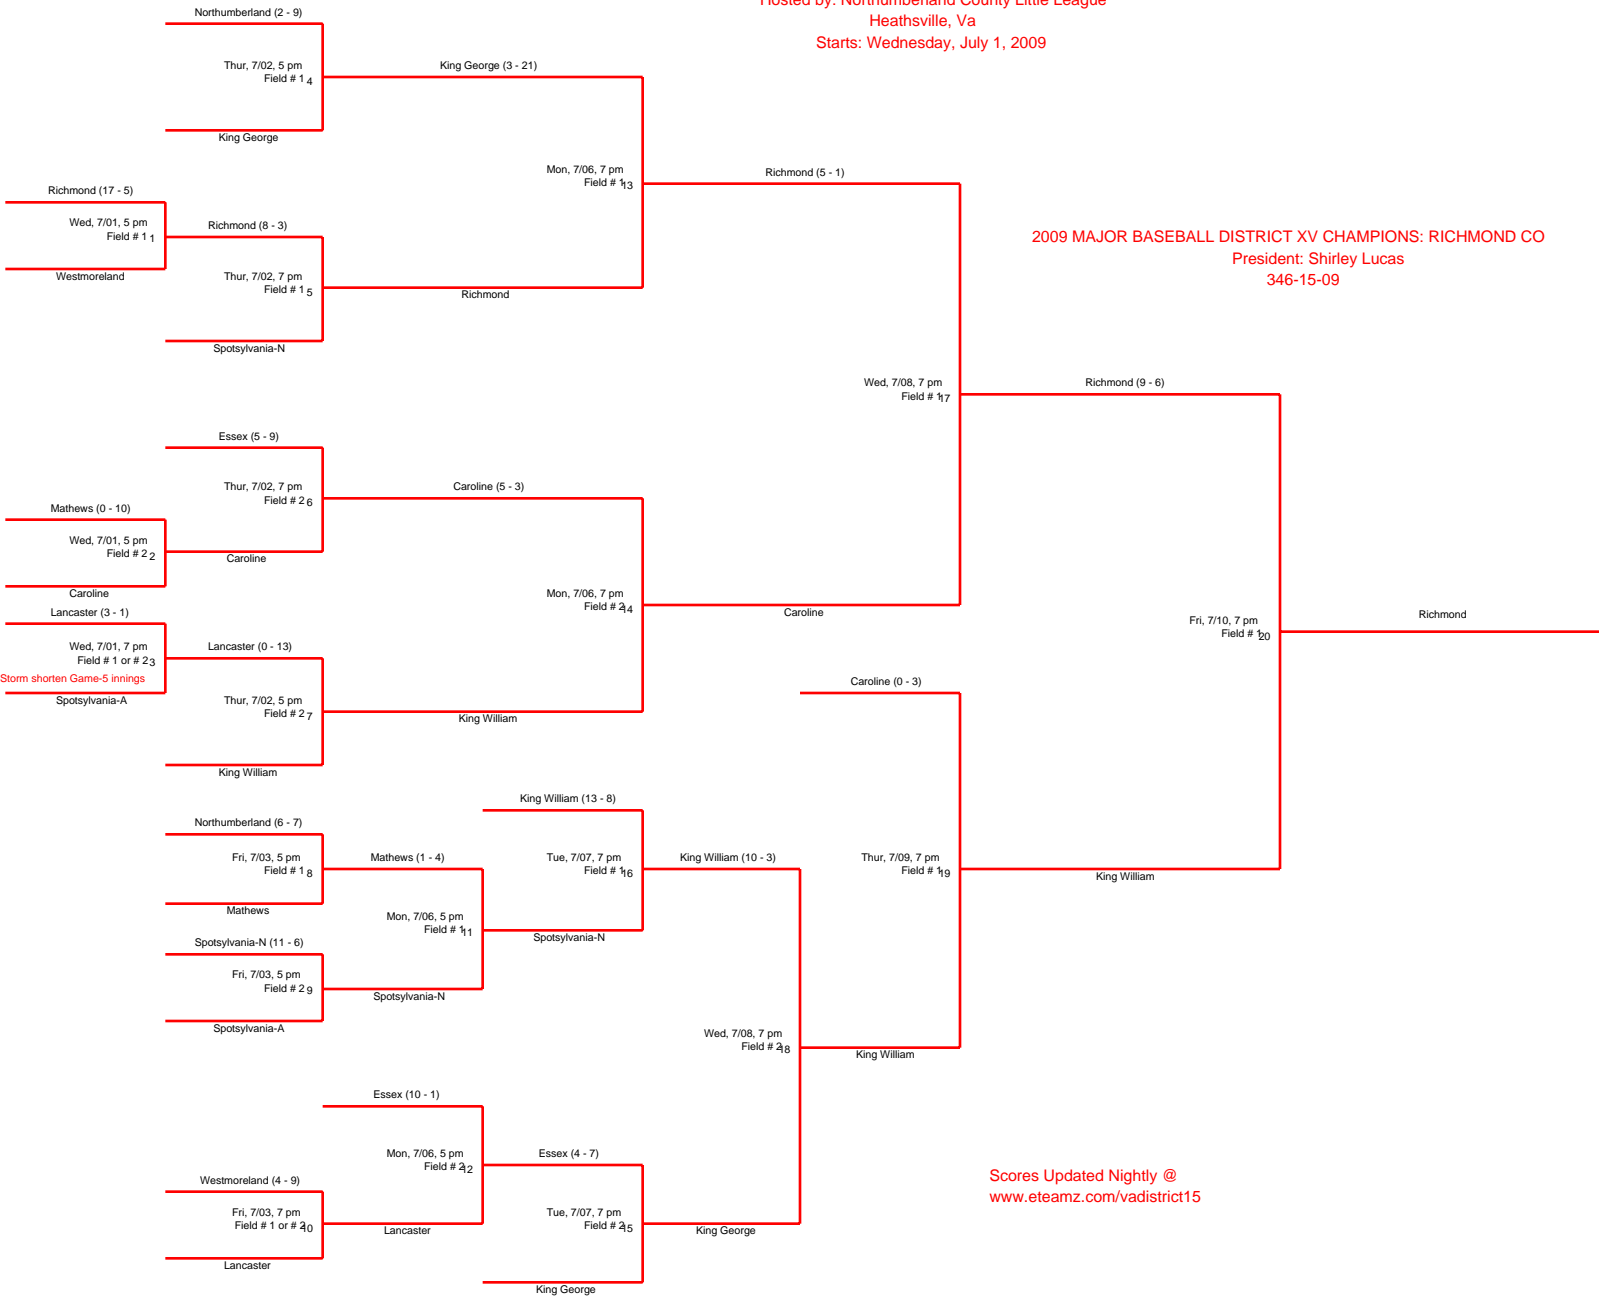 Hosted by: Northumberland County Little League
Heathsville, Va
Starts: Wednesday, July 1, 2009
Northumberland (2 - 9)
Thur, 7/02, 5 pm
Field # 1 4
King George
King George (3 - 21)
Mon, 7/06, 7 pm
Field # 1 13
Richmond (17 - 5)
Wed, 7/01, 5 pm
Field # 1 1
Westmoreland
Richmond (8 - 3)
Thur, 7/02, 7 pm
Field # 1 5
Spotsylvania-N
Richmond
Richmond (5 - 1)
2009 MAJOR BASEBALL DISTRICT XV CHAMPIONS: RICHMOND CO
President: Shirley Lucas
346-15-09
Wed, 7/08, 7 pm
Field # 1 17
Richmond (9 - 6)
Essex (5 - 9)
Thur, 7/02, 7 pm
Field # 2 6
Mathews (0 - 10)
Wed, 7/01, 5 pm
Field # 2 2
Caroline
Caroline
Caroline (5 - 3)
Mon, 7/06, 7 pm
Field # 2 14
Caroline
Lancaster (3 - 1)
Wed, 7/01, 7 pm
Field # 1 or # 2 3
Storm shorten Game-5 innings
Spotsylvania-A
Lancaster (0 - 13)
Thur, 7/02, 5 pm
Field # 2 7
King William
King William
Fri, 7/10, 7 pm
Field # 1 20
Richmond
Caroline (0 - 3)
Thur, 7/09, 7 pm
Field # 1 19
King William
Northumberland (6 - 7)
Fri, 7/03, 5 pm
Field # 1 8
Mathews
Mathews (1 - 4)
Mon, 7/06, 5 pm
Field # 1 11
Spotsylvania-N (11 - 6)
Fri, 7/03, 5 pm
Field # 2 9
Spotsylvania-A
Spotsylvania-N
King William (13 - 8)
Tue, 7/07, 7 pm
Field # 1 16
Spotsylvania-N
King William (10 - 3)
Wed, 7/08, 7 pm
Field # 2 18
King William
Essex (10 - 1)
Mon, 7/06, 5 pm
Field # 2 12
Westmoreland (4 - 9)
Fri, 7/03, 7 pm
Field # 1 or # 2 10
Lancaster
Lancaster
Essex (4 - 7)
Tue, 7/07, 7 pm
Field # 2 15
King George
King George
Scores Updated Nightly @
www.eteamz.com/vadistrict15